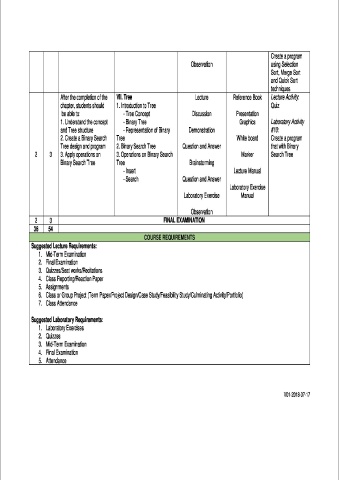 Observation
Create a program
using Selection
Sort, Merge Sort
and Quick Sort
techniques
2
3
After the completion of the
chapter, students should
be able to:
1. Understand the concept
and Tree structure
2. Create a Binary Search
Tree design and program
3. Apply operations on
Binary Search Tree
VII. Tree
1. Introduction to Tree
- Tree Concept
- Binary Tree
- Representation of Binary
Tree
2. Binary Search Tree
3. Operations on Binary Search
Tree
- Insert
- Search
Lecture
Discussion
Demonstration
Question and Answer
Brainstorming
Question and Answer
Laboratory Exercise
Observation
Reference Book
Presentation
Graphics
White board
Marker
Lecture Manual
Laboratory Exercise
Manual
Lecture Activity:
Quiz
Laboratory Activity
#10:
Create a program
that with Binary
Search Tree
2 3 FINAL EXAMINATION
36 54
COURSE REQUIREMENTS
Suggested Lecture Requirements:
1. Mid-Term Examination
2. Final Examination
3. Quizzes/Seat works/Recitations
4. Class Reporting/Reaction Paper
5. Assignments
6. Class or Group Project (Term Paper/Project Design/Case Study/Feasibility Study/Culminating Activity/Portfolio)
7. Class Attendance
Suggested Laboratory Requirements:
1. Laboratory Exercises
2. Quizzes
3. Mid-Term Examination
4. Final Examination
5. Attendance
V01-2018-07-17